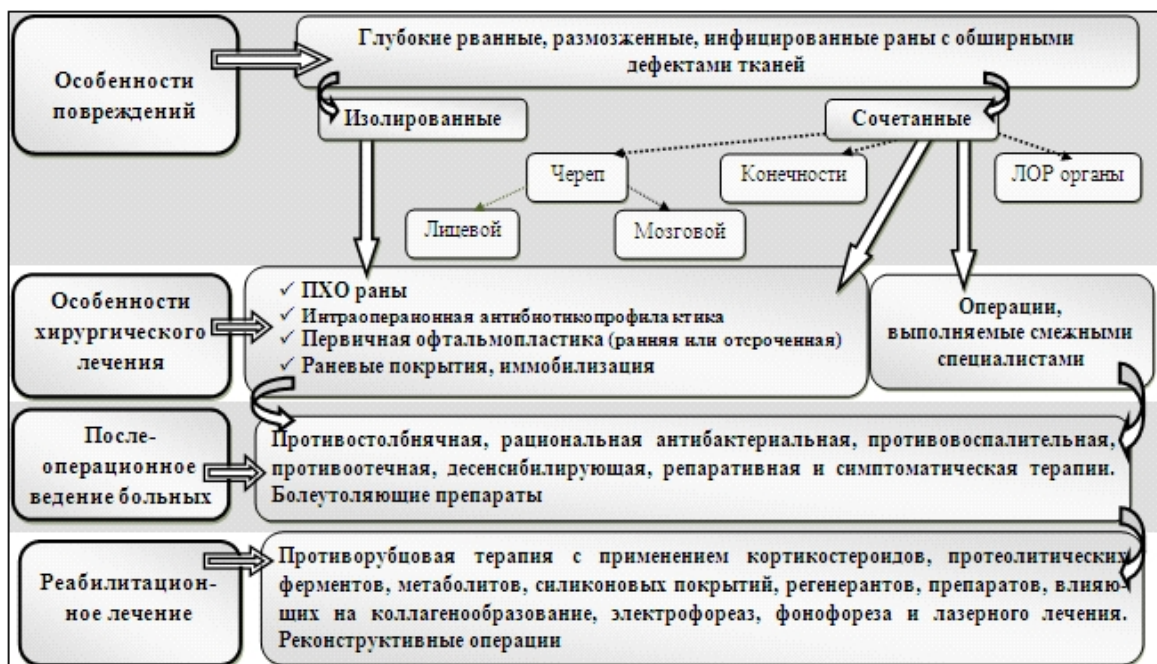 Особенности
повреждений
Глубокие рванные, размозженные, инфицированные раны с обширными
дефектами тканей
Изолированные
Сочетанные
Череп
Конечности
ЛОР органы
Лицевой
Мозговой
Особенности
хирургического
лечения
✓ ПХО раны
✓ Интраоперанонная антибиотикопрофилактика
✓ Первичная офтальмопластика (ранняя или отсроченная)
✓ Раневые покрытия, иммобилизация
Операции,
выполняемые смежными
специалистами
После-
операционное
ведение больных
Противостолбнячная, рациональная антибактериальная, противовоспалительная,
противоотечная, десенсибилирующая, репаративная и симптоматическая терапии.
Болеутоляющие препараты
Реабилитацион-
ное лечение
Противорубцовая терапия с применением кортикостероидов, протеолитических
ферментов, метаболитов, силиконовых покрытий, регенерантов, препаратов, влияю-
щих на коллагенообразование, электрофореаз, фонофореза и лазерного лечения.
Реконструктивные операции